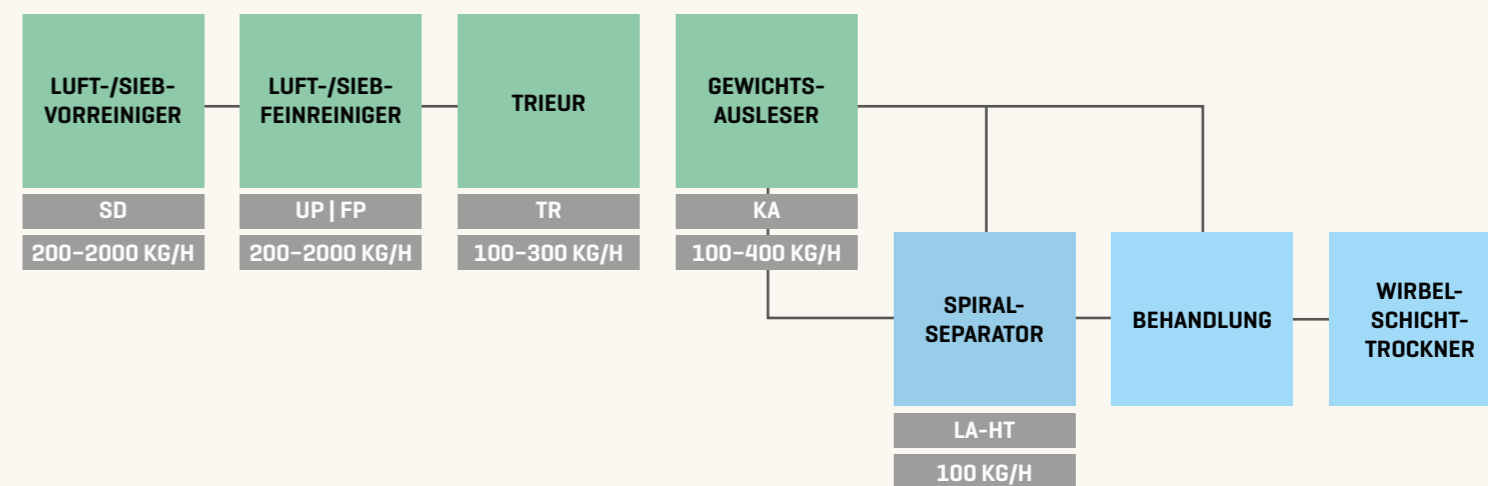 LUFT-/SIEB-
VORREINIGER
SD
200–2000 KG/H
LUFT-/SIEB-
FEINREINIGER
UP | FP
200–2000 KG/H
TRIEUR
TR
100–300 KG/H
GEWICHTS-
AUSLESER
KA
100–400 KG/H
SPIRAL-
SEPARATOR
LA-HT
100 KG/H
BEHANDLUNG
WIRBEL-
SCHICHT-
TROCKNER